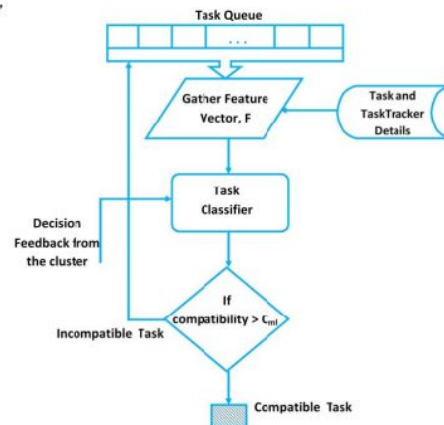 Task Queue
...
Gather Feature
Vector, F
Task and
TaskTracker
Details
Task
Classifier
Decision
Feedback from
the cluster
If
compatibility > Cml
Incompatible Task
Compatible Task